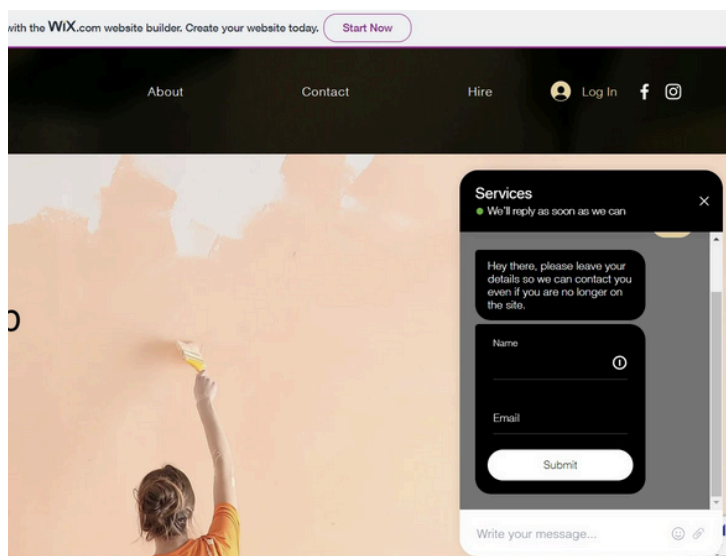 with the WiX.com website builder. Create your website today. Start Now
About Contact Hire Log In
Services
We'll reply as soon as we can
Hey there, please leave your
details so we can contact you
even if you are no longer on
the site.
Name
Email
Submit
Write your message...